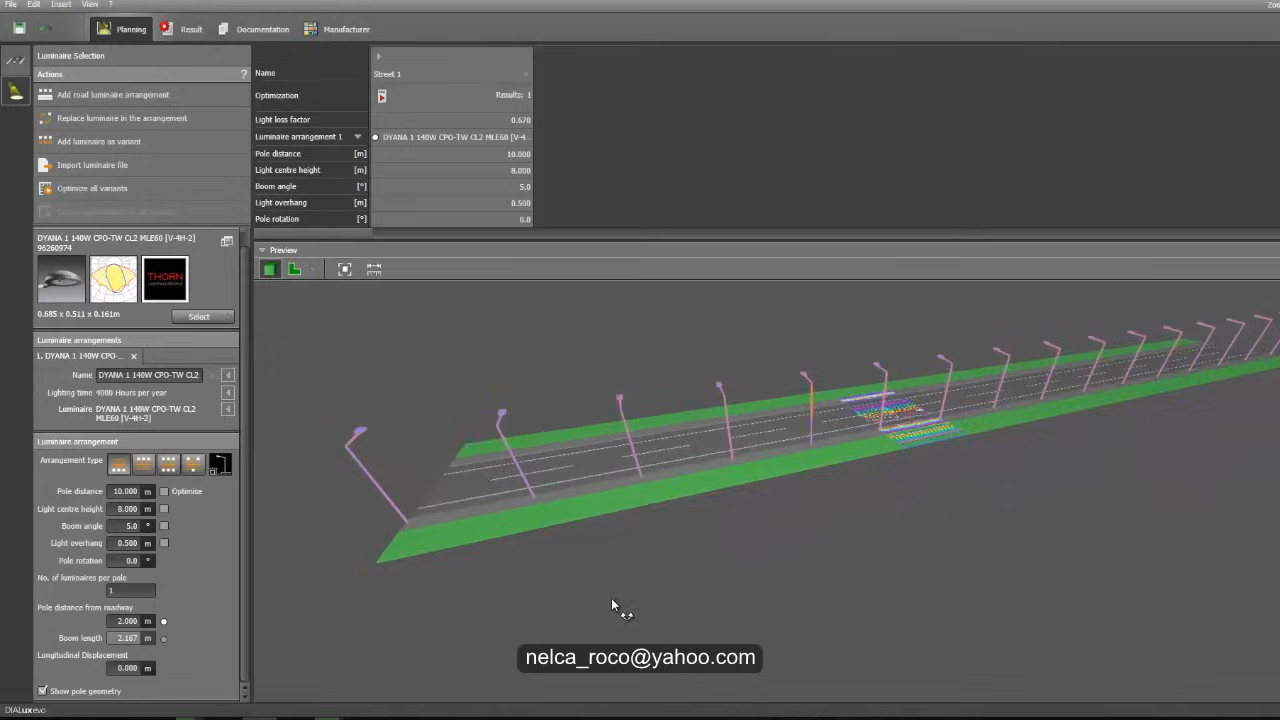 File Edit Insert View ?
Planning Result Documentation Manufacturer
Luminaire Selection
Actions ?
Add road luminaire arrangement
Replace luminaire in the arrangement
Add luminaire as variant
Import luminaire file
Optimize all variants
DYANA 1 140W CPO-TW CL2 MLE60 [V-4H-2]
96260974
THORN
0.685 x 0.511 x 0.161m
Select
Luminaire arrangements
1. DYANA 1 140W CPO-...
Name DYANA 1 140W CPO-TW CL2
Lighting time 4000 Hours per year
Luminaire DYANA 1 140W CPO-TW CL2
MLE60 [V-4H-2]
Luminaire arrangement
Arrangement type
Pole distance 10.000 m Optimise
Light centre height 8.000 m
Boom angle 5.0 °
Light overhang 0.500 m
Pole rotation 0.0 °
No. of luminaires per pole
1
Pole distance from roadway
2.000 m
Boom length 2.167 m
Longitudinal Displacement
0.000 m
Show pole geometry
DIALux evo
Name Street 1
Optimization Results: 1
Light loss factor 0.670
Luminaire arrangement 1 DYANA 1 140W CPO-TW CL2 MLE60 [V-4...
Pole distance [m] 10.000
Light centre height [m] 8.000
Boom angle [°] 5.0
Light overhang [m] 0.500
Pole rotation [°] 0.0
Preview
nelca_roco@yahoo.com